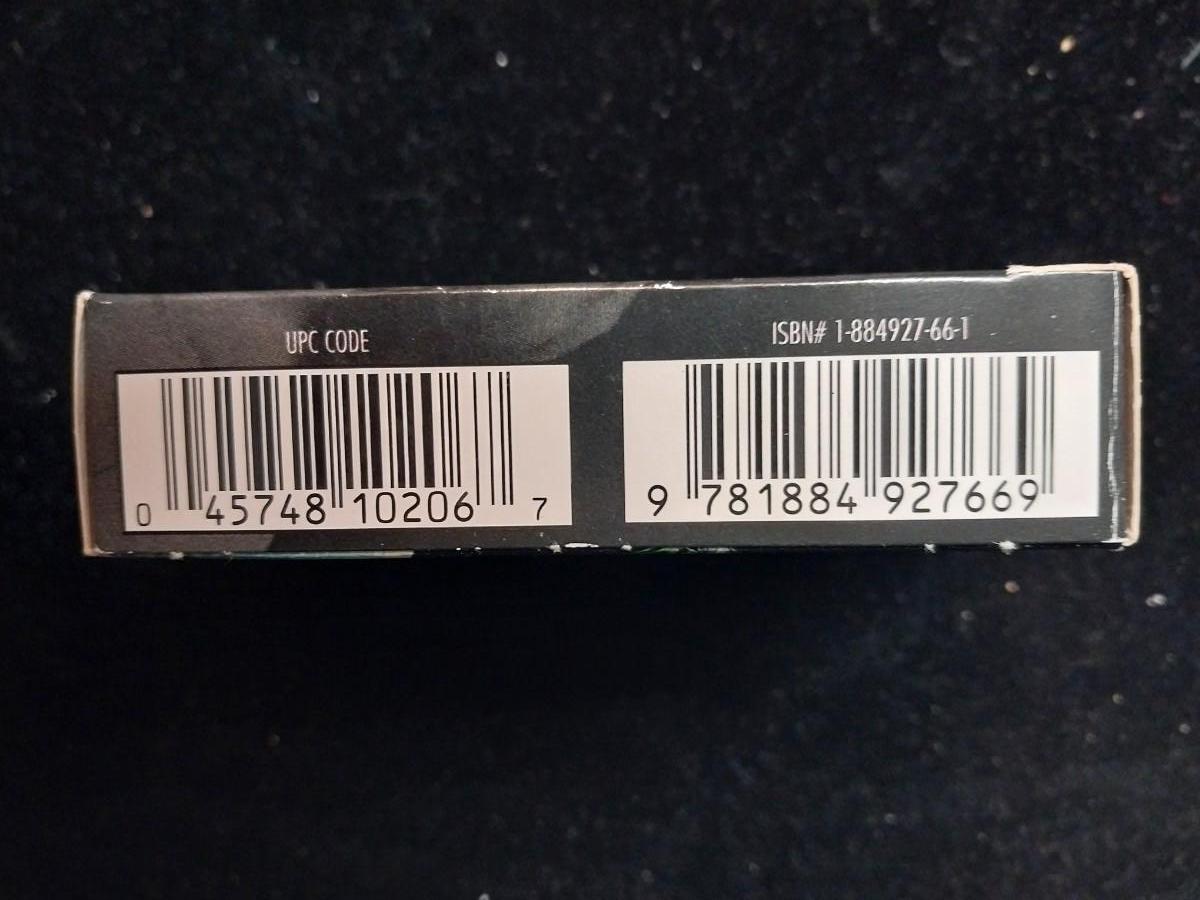 UPC CODE
0 45748 10206 7
ISBN# 1-884927-66-1
9 781884 927669